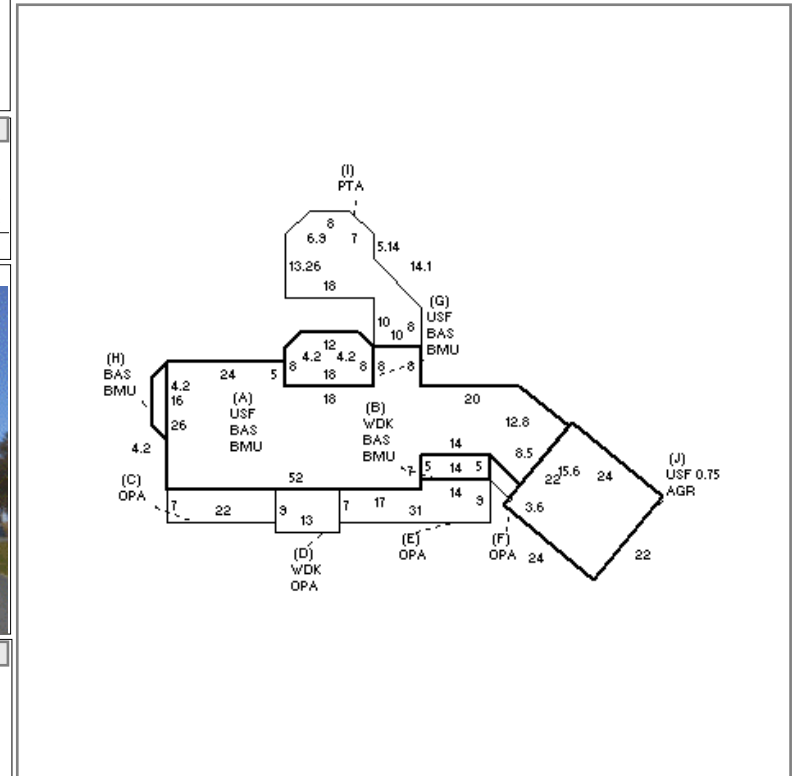 (I)
PTA
8
6.9 7
5.14
13.26
14.1
18
(G)
USF
BAS
BMU
10
10 8
12
4.2 4.2
8 8 8 8
18
(H)
BAS
BMU
24 5
4.2
16
26
4.2
(A)
USF
BAS
BMU
18
(B)
WDK
BAS
BMU
20
12.8
14
8.5
7
5 14 5
52
(C)
OPA
7 22
9
13
7 17
31
14
9
(D)
WDK
OPA
(E)
OPA
(F)
OPA
3.6
22
15.6
24
24
22
(J)
USF 0.75
AGR